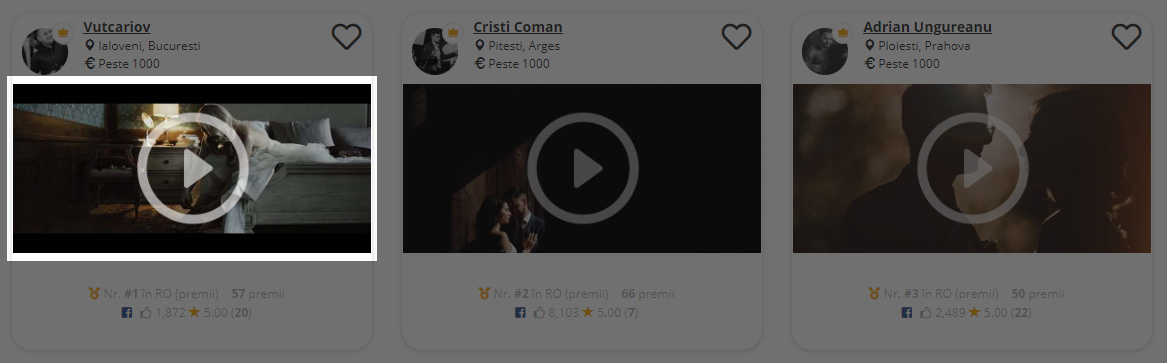 Vutcariov
Ialoveni, Bucuresti
Peste 1000
Nr. #1 în RO (premii) 57 premii
1,872 5.00 (20)
Cristi Coman
Pitesti, Arges
Peste 1000
Nr. #2 în RO (premii) 66 premii
8,103 5.00 (7)
Adrian Ungureanu
Ploiesti, Prahova
Peste 1000
Nr. #3 în RO (premii) 50 premii
2,489 5.00 (22)